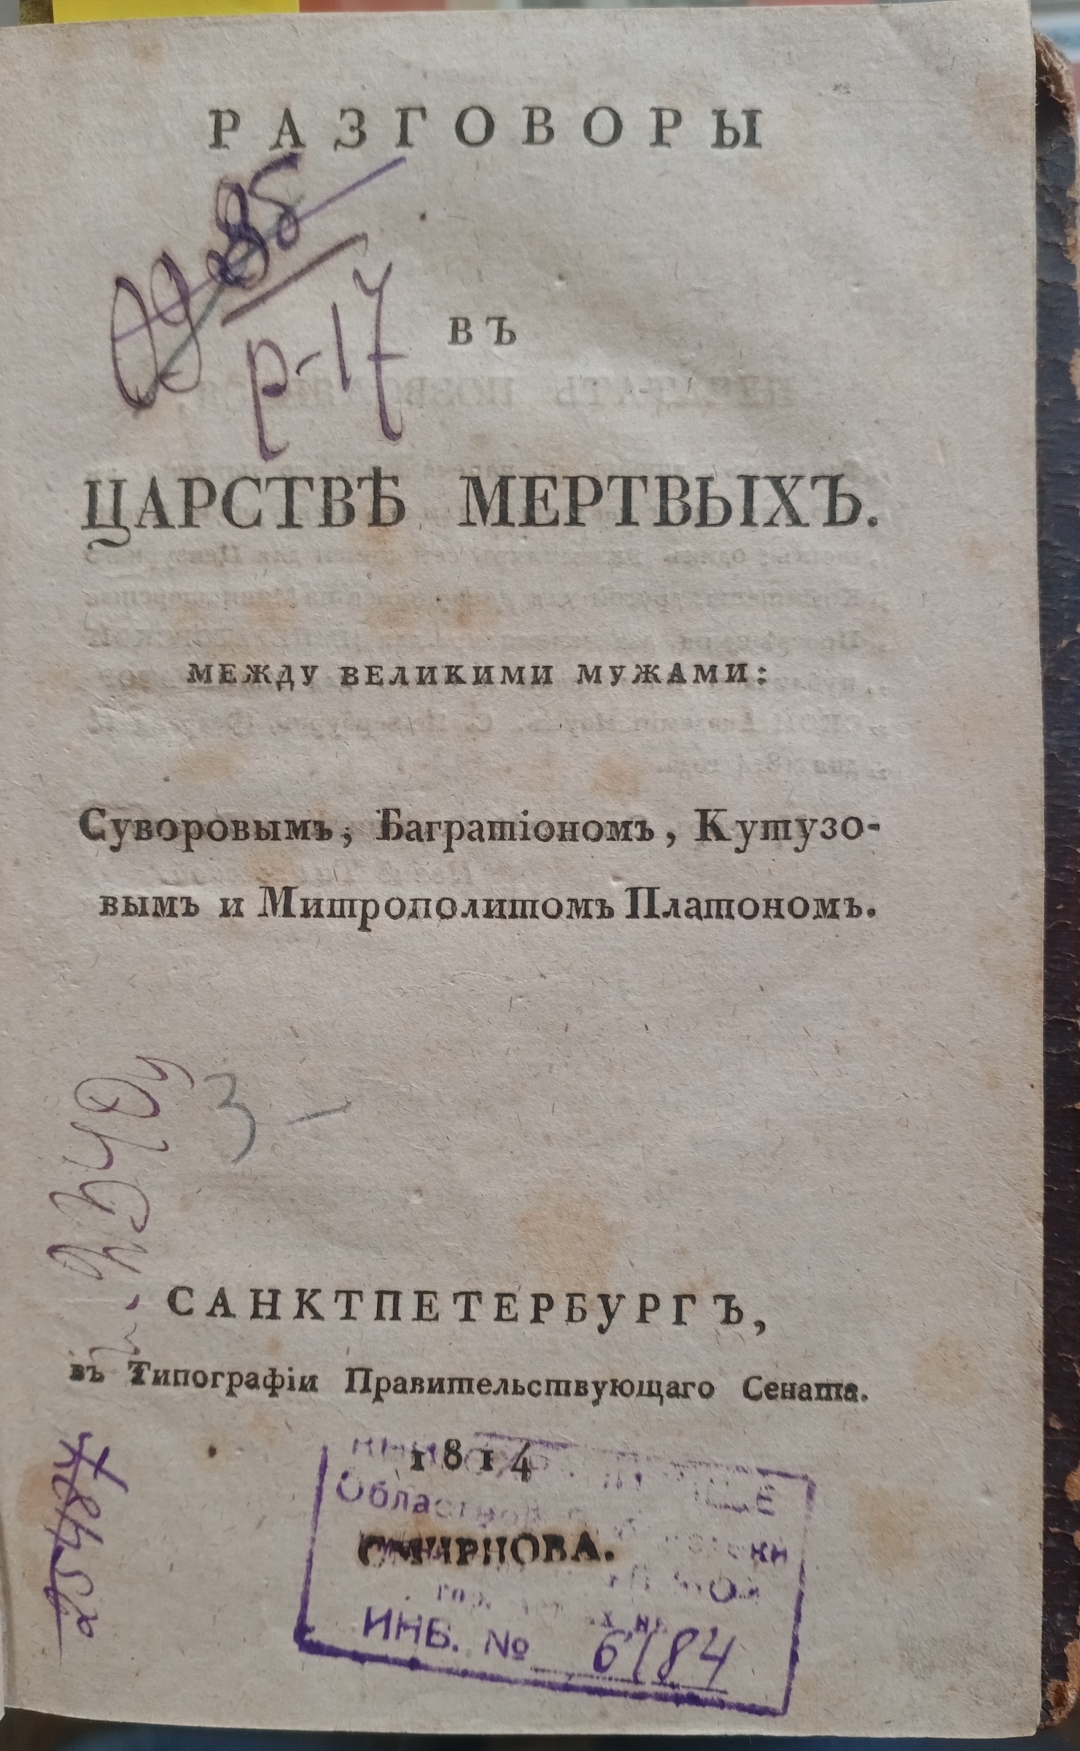 РАЗГОВОРЫ
ВЪ
ЦАРСТВѢ МЕРТВЫХЪ.
МЕЖДУ ВЕЛИКИМИ МУЖАМИ:
Суворовымъ, Багратіономъ, Кутузо-
вымъ и Митрополитомъ Платономъ.
р-17
3 -
САНКТПЕТЕРБУРГЪ,
въ Типографіи Правительствующаго Сената.
1814
СМИРНОВА.
ИНВ. № 6184